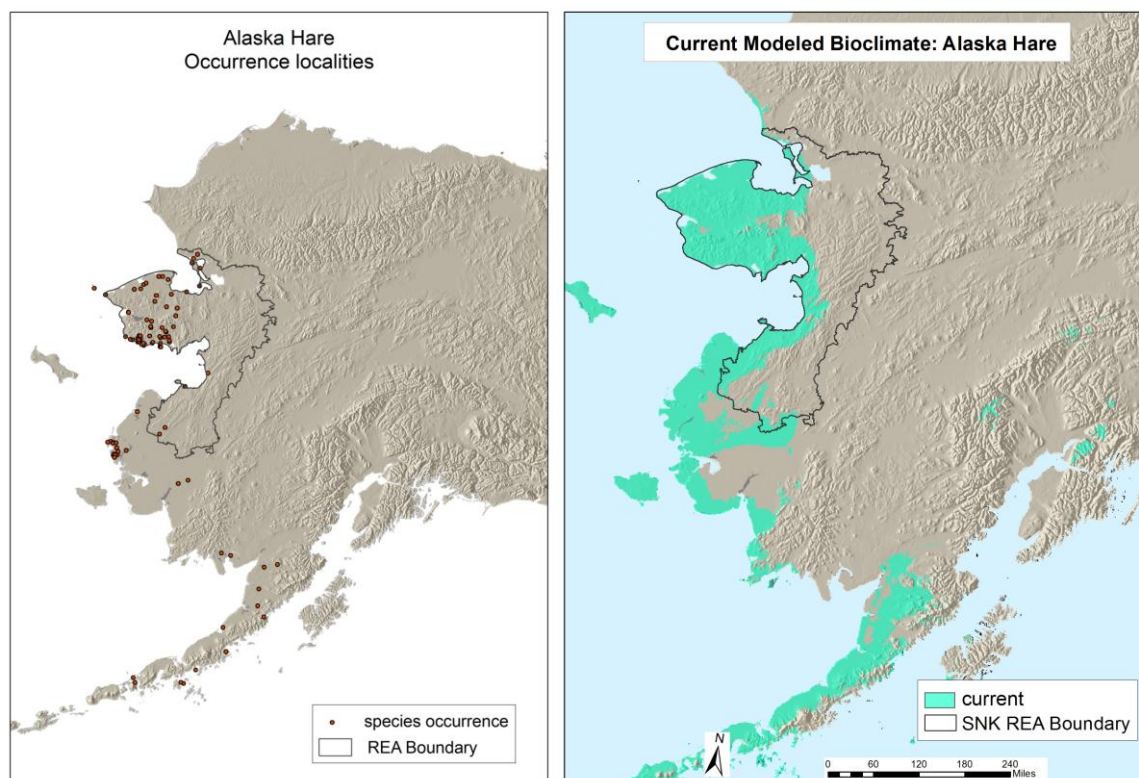 Alaska Hare
Occurrence localities
species occurrence
REA Boundary
Current Modeled Bioclimate: Alaska Hare
current
SNK REA Boundary
N
0 30 60 120 180 240
Miles